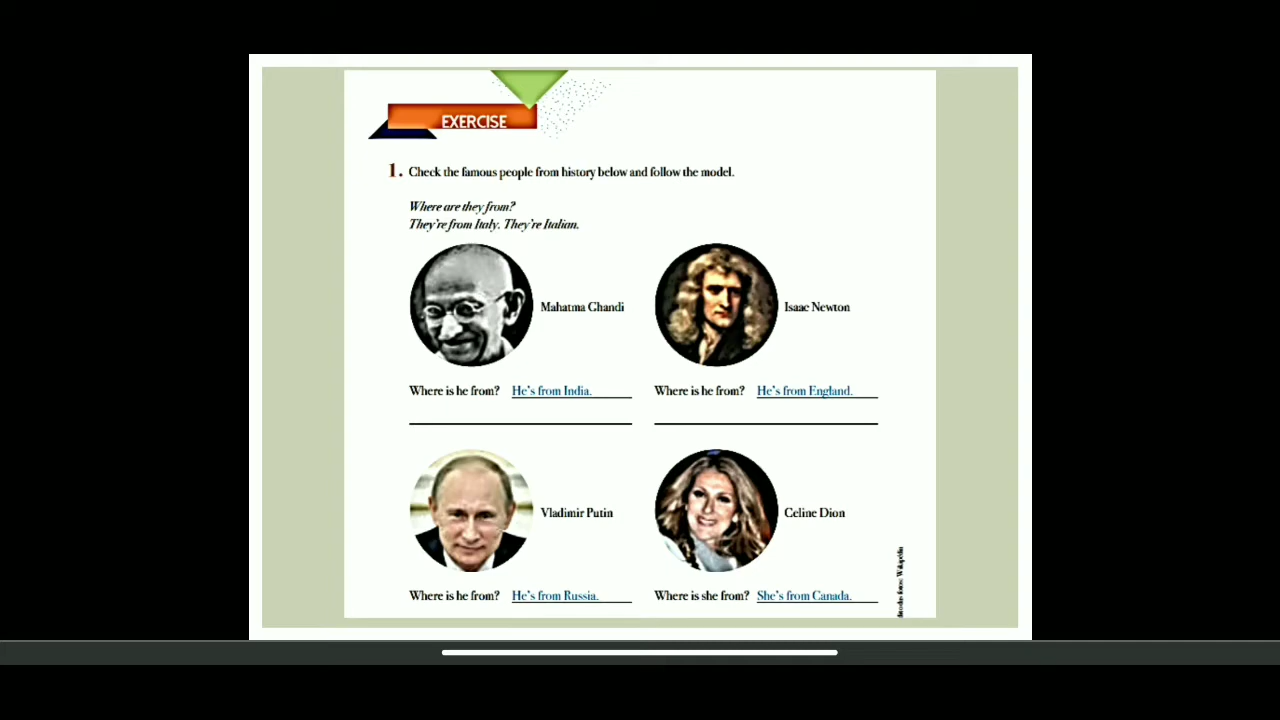 EXERCISE
1. Check the famous people from history below and follow the model.
Where are they from?
They're from Italy. They're Italian.
Mahatma Ghandi
Isaac Newton
Where is he from? He's from India.
Where is he from? He's from England.
Vladimir Putin
Celine Dion
Where is he from? He's from Russia.
Where is she from? She's from Canada.